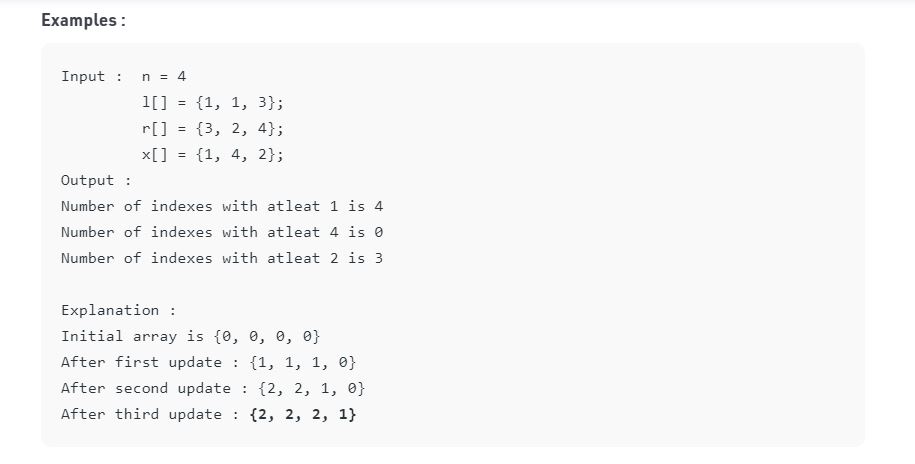 Examples :
Input :  n = 4
l[] = {1, 1, 3};
r[] = {3, 2, 4};
x[] = {1, 4, 2};
Output :
Number of indexes with atleat 1 is 4
Number of indexes with atleat 4 is 0
Number of indexes with atleat 2 is 3
Explanation :
Initial array is {0, 0, 0, 0}
After first update : {1, 1, 1, 0}
After second update : {2, 2, 1, 0}
After third update : {2, 2, 2, 1}